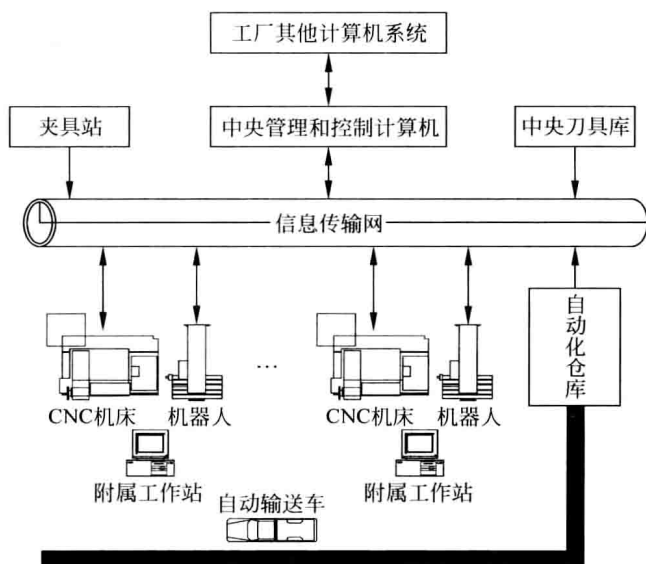 工厂其他计算机系统
夹具站
中央管理和控制计算机
中央刀具库
信息传输网
自动化仓库
…
CNC机床
机器人
CNC机床
机器人
附属工作站
附属工作站
自动输送车